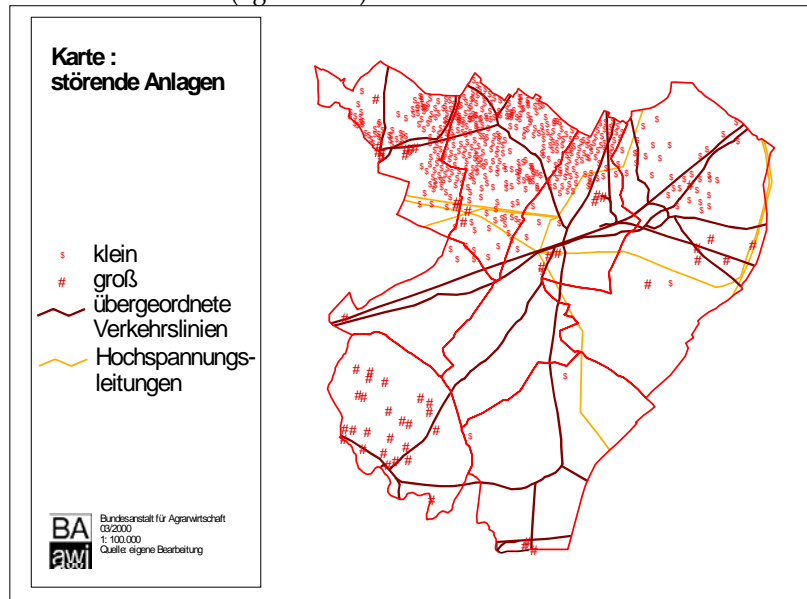 Karte :
störende Anlagen
$ klein
# groß
übergeordnete
Verkehrslinien
Hochspannungs-
leitungen
BA
awi
Bundesanstalt für Agrarwirtschaft
03/2000
1: 100.000
Quelle: eigene Bearbeitung